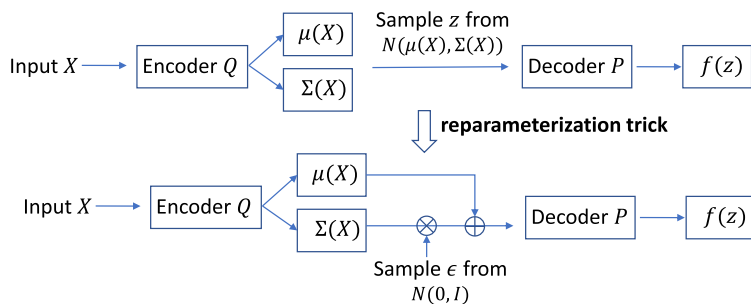 Input X
Encoder Q
μ(X)
Σ(X)
Sample z from
N(μ(X), Σ(X))
Decoder P
f(z)
reparameterization trick
Input X
Encoder Q
μ(X)
Σ(X)
Sample ϵ from
N(0, I)
Decoder P
f(z)